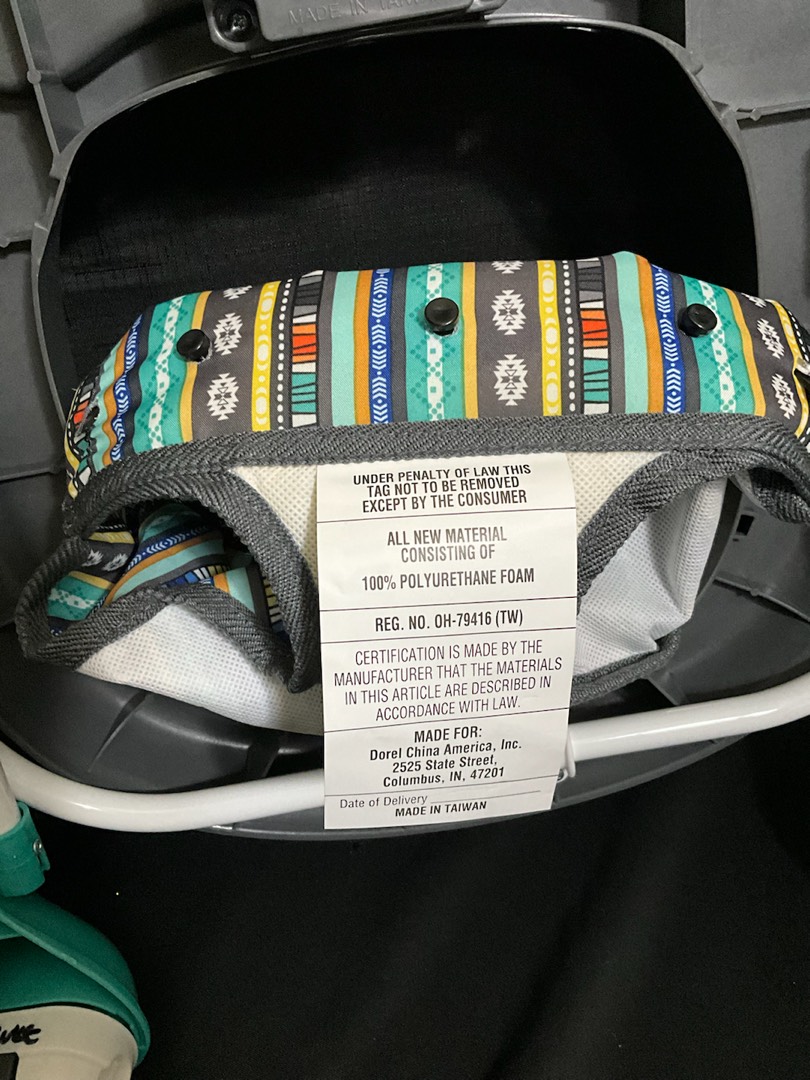 MADE IN TAIWAN
UNDER PENALTY OF LAW THIS
TAG NOT TO BE REMOVED
EXCEPT BY THE CONSUMER
ALL NEW MATERIAL
CONSISTING OF
100% POLYURETHANE FOAM
REG. NO. OH-79416 (TW)
CERTIFICATION IS MADE BY THE
MANUFACTURER THAT THE MATERIALS
IN THIS ARTICLE ARE DESCRIBED IN
ACCORDANCE WITH LAW.
MADE FOR:
Dorel China America, Inc.
2525 State Street,
Columbus, IN, 47201
Date of Delivery
MADE IN TAIWAN